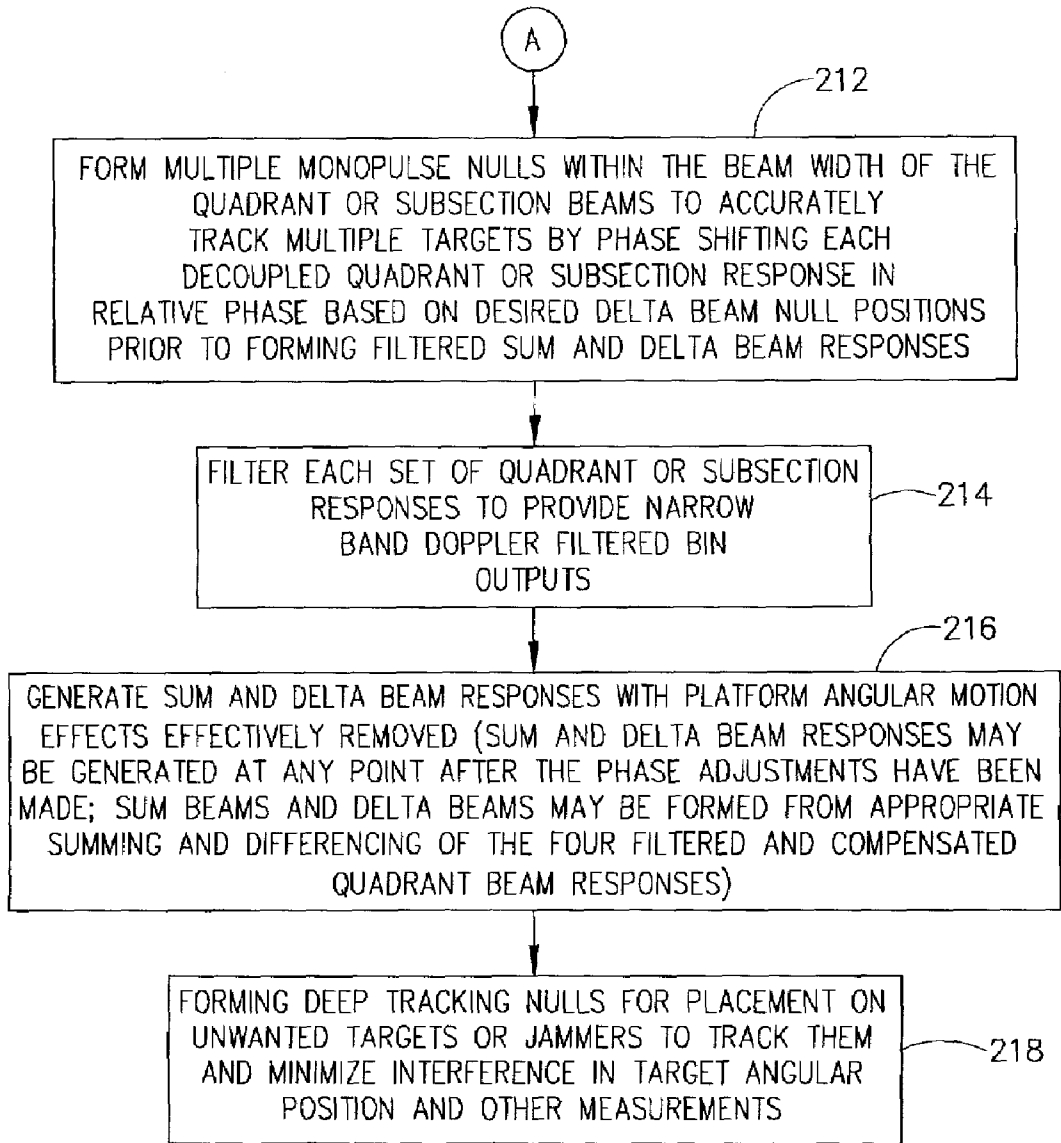 A
212
FORM MULTIPLE MONOPULSE NULLS WITHIN THE BEAM WIDTH OF THE
QUADRANT OR SUBSECTION BEAMS TO ACCURATELY
TRACK MULTIPLE TARGETS BY PHASE SHIFTING EACH
DECOUPLED QUADRANT OR SUBSECTION RESPONSE IN
RELATIVE PHASE BASED ON DESIRED DELTA BEAM NULL POSITIONS
PRIOR TO FORMING FILTERED SUM AND DELTA BEAM RESPONSES
FILTER EACH SET OF QUADRANT OR SUBSECTION
RESPONSES TO PROVIDE NARROW
BAND DOPPLER FILTERED BIN
OUTPUTS
214
216
GENERATE SUM AND DELTA BEAM RESPONSES WITH PLATFORM ANGULAR MOTION
EFFECTS EFFECTIVELY REMOVED (SUM AND DELTA BEAM RESPONSES MAY
BE GENERATED AT ANY POINT AFTER THE PHASE ADJUSTMENTS HAVE BEEN
MADE; SUM BEAMS AND DELTA BEAMS MAY BE FORMED FROM APPROPRIATE
SUMMING AND DIFFERENCING OF THE FOUR FILTERED AND COMPENSATED
QUADRANT BEAM RESPONSES)
FORMING DEEP TRACKING NULLS FOR PLACEMENT ON
UNWANTED TARGETS OR JAMMERS TO TRACK THEM
AND MINIMIZE INTERFERENCE IN TARGET ANGULAR
POSITION AND OTHER MEASUREMENTS
218